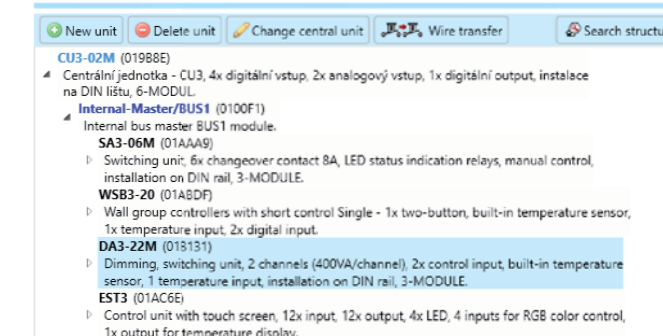 New unit Delete unit Change central unit Wire transfer Search structu
CU3-02M (019B8E)
Centrální jednotka - CU3, 4x digitální vstup, 2x analogový vstup, 1x digitální output, instalace
na DIN lištu, 6-MODUL.
Internal-Master/BUS1 (0100F1)
Internal bus master BUS1 module.
SA3-06M (01AAA9)
Switching unit, 6x changeover contact 8A, LED status indication relays, manual control,
installation on DIN rail, 3-MODULE.
WSB3-20 (01ABDF)
Wall group controllers with short control Single - 1x two-button, built-in temperature sensor,
1x temperature input, 2x digital input.
DA3-22M (01B131)
Dimming, switching unit, 2 channels (400VA/channel), 2x control input, built-in temperature
sensor, 1 temperature input, installation on DIN rail, 3-MODULE.
EST3 (01AC6E)
Control unit with touch screen, 12x input, 12x output, 4x LED, 4 inputs for RGB color control,
1x output for temperature display.